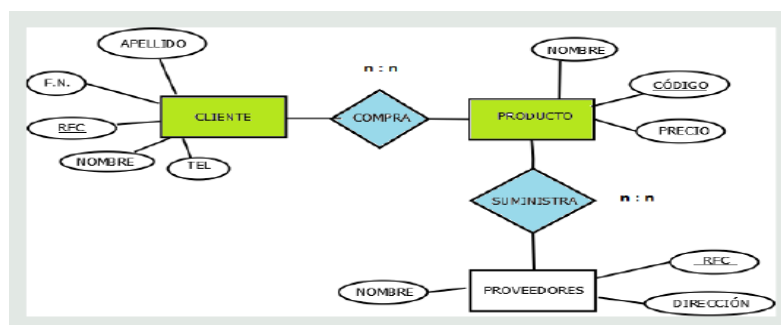 APELLIDO
NOMBRE
n : n
F.N.
CÓDIGO
CLIENTE
COMPRA
PRODUCTO
RFC
PRECIO
NOMBRE
TEL
SUMINISTRA
n : n
RFC
NOMBRE
PROVEEDORES
DIRECCIÓN